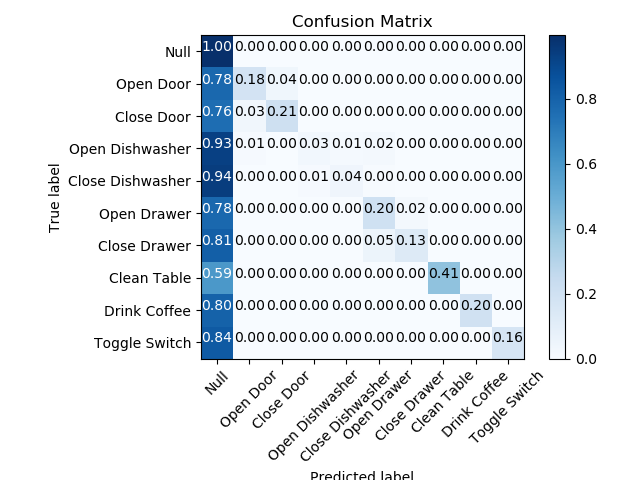 Confusion Matrix
True label
Null 1.00 0.00 0.00 0.00 0.00 0.00 0.00 0.00 0.00 0.00
Open Door 0.78 0.18 0.04 0.00 0.00 0.00 0.00 0.00 0.00 0.00
Close Door 0.76 0.03 0.21 0.00 0.00 0.00 0.00 0.00 0.00 0.00
Open Dishwasher 0.93 0.01 0.00 0.03 0.01 0.02 0.00 0.00 0.00 0.00
Close Dishwasher 0.94 0.00 0.00 0.01 0.04 0.00 0.00 0.00 0.00 0.00
Open Drawer 0.78 0.00 0.00 0.00 0.00 0.20 0.02 0.00 0.00 0.00
Close Drawer 0.81 0.00 0.00 0.00 0.00 0.05 0.13 0.00 0.00 0.00
Clean Table 0.59 0.00 0.00 0.00 0.00 0.00 0.00 0.41 0.00 0.00
Drink Coffee 0.80 0.00 0.00 0.00 0.00 0.00 0.00 0.00 0.20 0.00
Toggle Switch 0.84 0.00 0.00 0.00 0.00 0.00 0.00 0.00 0.00 0.16
Null
Open Door
Close Door
Open Dishwasher
Close Dishwasher
Open Drawer
Close Drawer
Clean Table
Drink Coffee
Toggle Switch
Predicted label
0.8
0.6
0.4
0.2
0.0